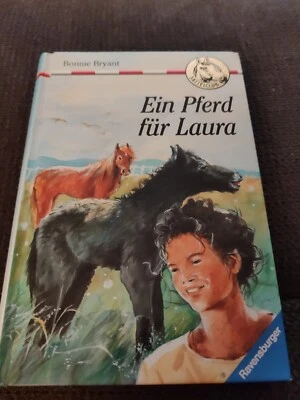 Bonnie Bryant
Ein Pferd
für Laura
Ravensburger